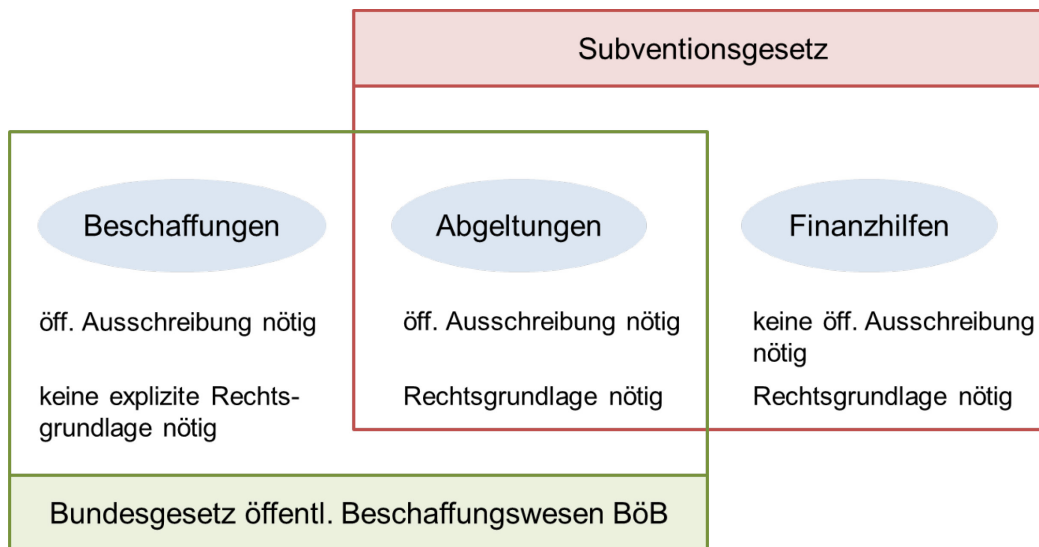 Subventionsgesetz
Beschaffungen
Abgeltungen
Finanzhilfen
öff. Ausschreibung nötig
keine explizite Rechts-
grundlage nötig
öff. Ausschreibung nötig
Rechtsgrundlage nötig
keine öff. Ausschreibung
nötig
Rechtsgrundlage nötig
Bundesgesetz öffentl. Beschaffungswesen BöB